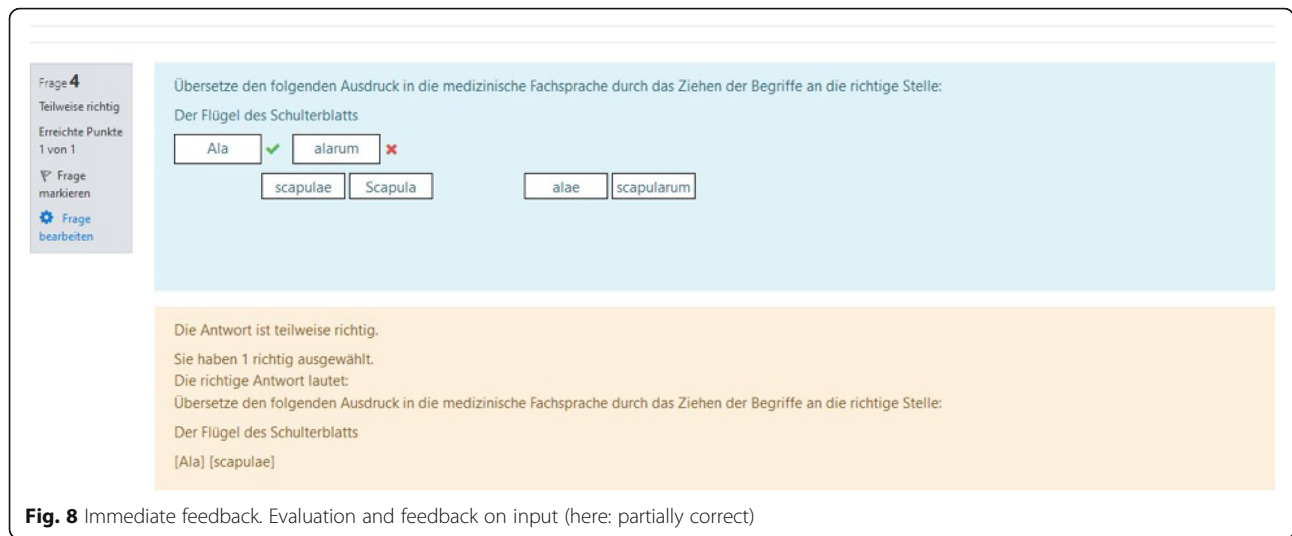 Frage 4
Teilweise richtig
Erreichte Punkte
1 von 1
Frage
markieren
Frage
bearbeiten
Übersetze den folgenden Ausdruck in die medizinische Fachsprache durch das Ziehen der Begriffe an die richtige Stelle:
Der Flügel des Schulterblatts
Ala alarum
scapulae Scapula alae scapularum
Die Antwort ist teilweise richtig.
Sie haben 1 richtig ausgewählt.
Die richtige Antwort lautet:
Übersetze den folgenden Ausdruck in die medizinische Fachsprache durch das Ziehen der Begriffe an die richtige Stelle:
Der Flügel des Schulterblatts
[Ala] [scapulae]
Fig. 8 Immediate feedback. Evaluation and feedback on input (here: partially correct)